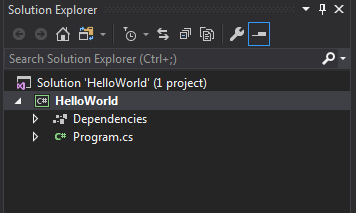 Solution Explorer
Search Solution Explorer (Ctrl+;)
Solution 'HelloWorld' (1 project)
C# HelloWorld
Dependencies
C# Program.cs